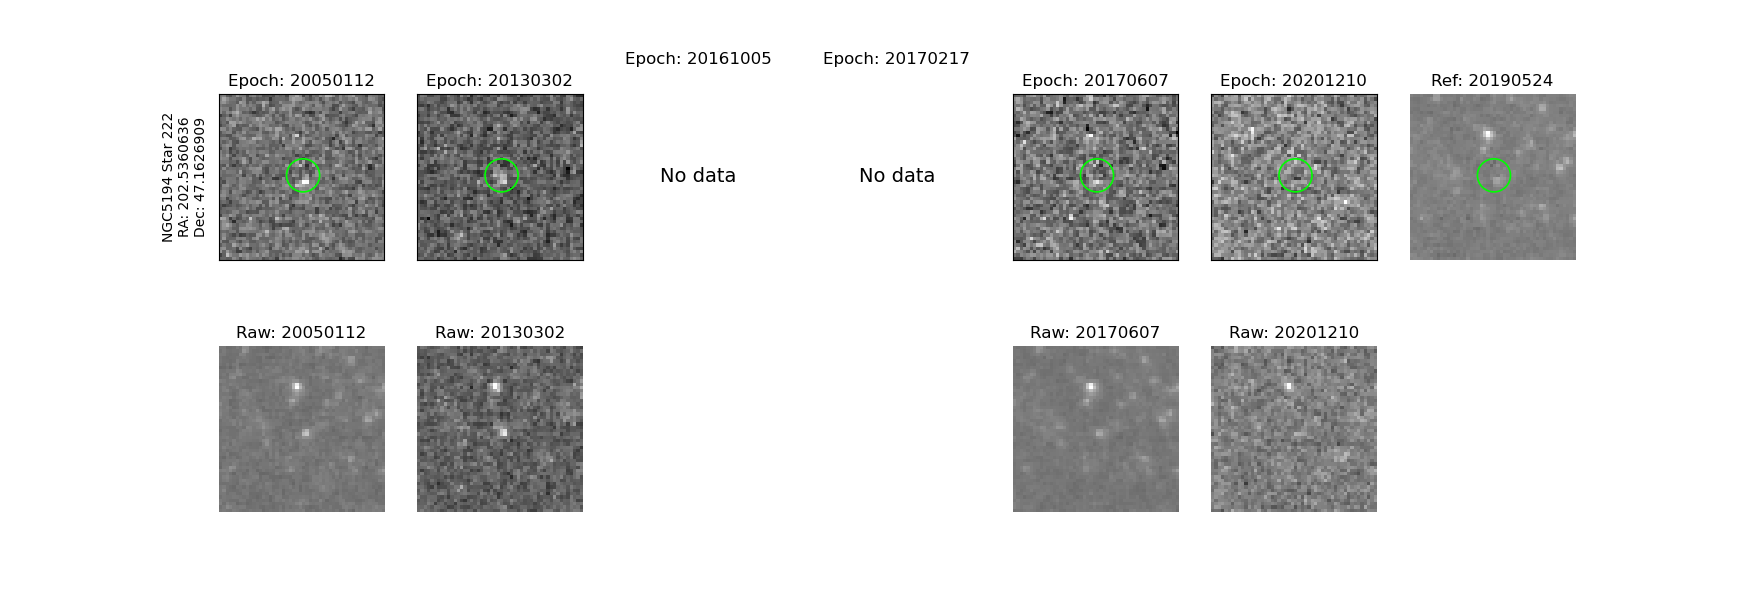 Epoch: 20161005
Epoch: 20170217
Epoch: 20050112
Epoch: 20130302
Epoch: 20170607
Epoch: 20201210
Ref: 20190524
NGC5194 Star 222
RA: 202.5360636
Dec: 47.1626909
No data
No data
Raw: 20050112
Raw: 20130302
Raw: 20170607
Raw: 20201210